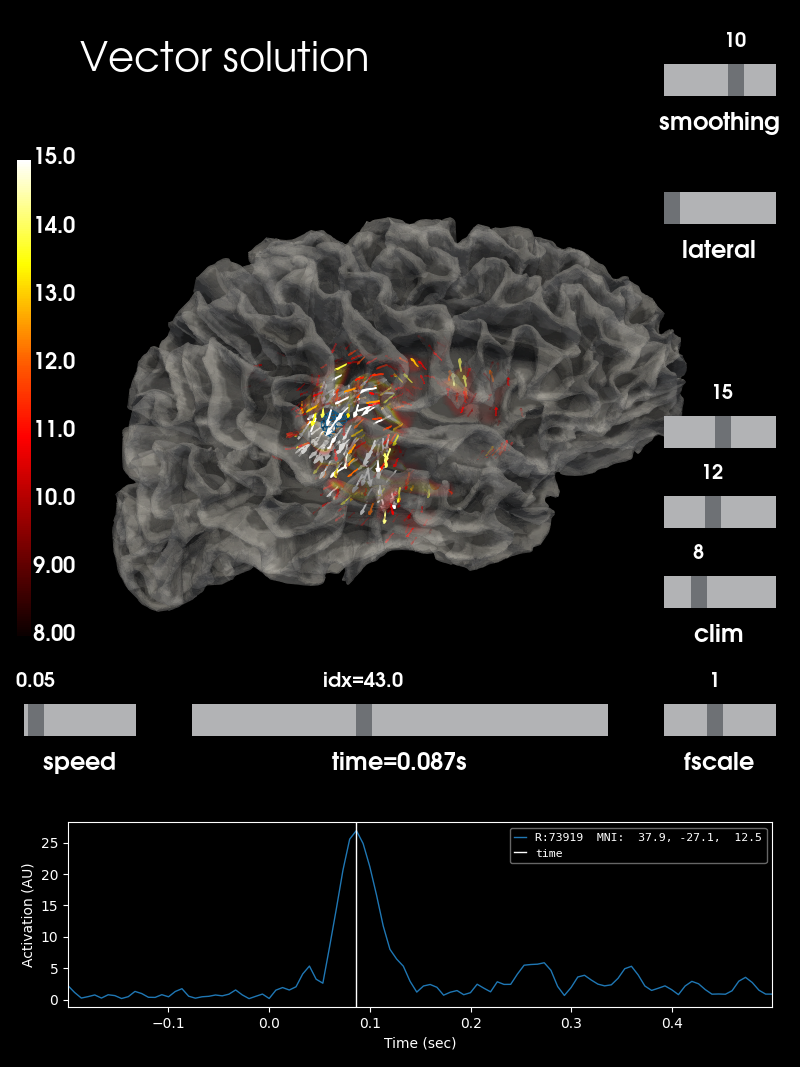 Vector solution
10
smoothing
lateral
15.0
14.0
13.0
12.0
11.0
10.0
9.00
8.00
15
12
8
clim
0.05
speed
idx=43.0
time=0.087s
1
fscale
R:73919  MNI:  37.9, -27.1,  12.5
time
Activation (AU)
25
20
15
10
5
0
−0.1 0.0 0.1 0.2 0.3 0.4
Time (sec)